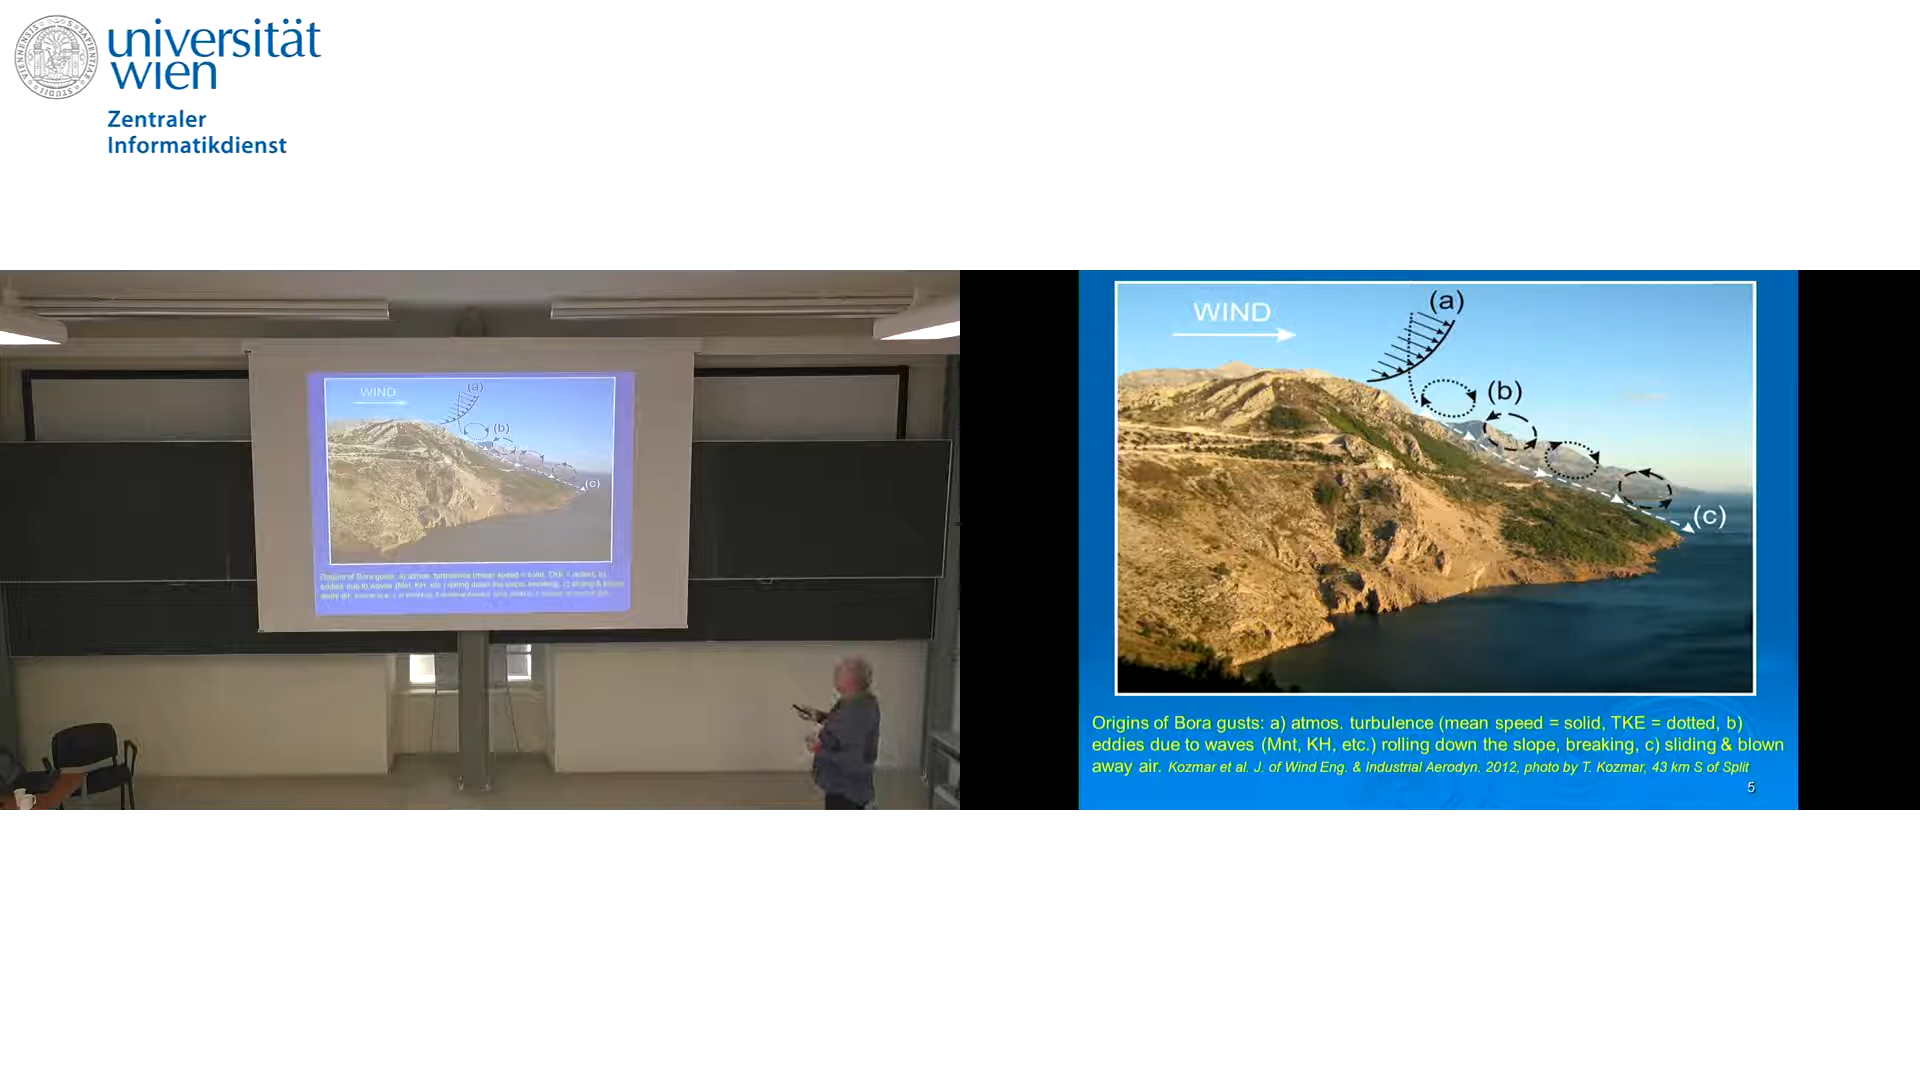 universität
wien
Zentraler
Informatikdienst
WIND
(a)
(b)
(c)
WIND
(a)
(b)
(c)
Origins of Bora gusts: a) atmos. turbulence (mean speed = solid, TKE = dotted, b)
eddies due to waves (Mnt, KH, etc.) rolling down the slope, breaking, c) sliding & blown
away air. Kozmar et al. J. of Wind Eng. & Industrial Aerodyn. 2012, photo by T. Kozmar, 43 km S of Split
5